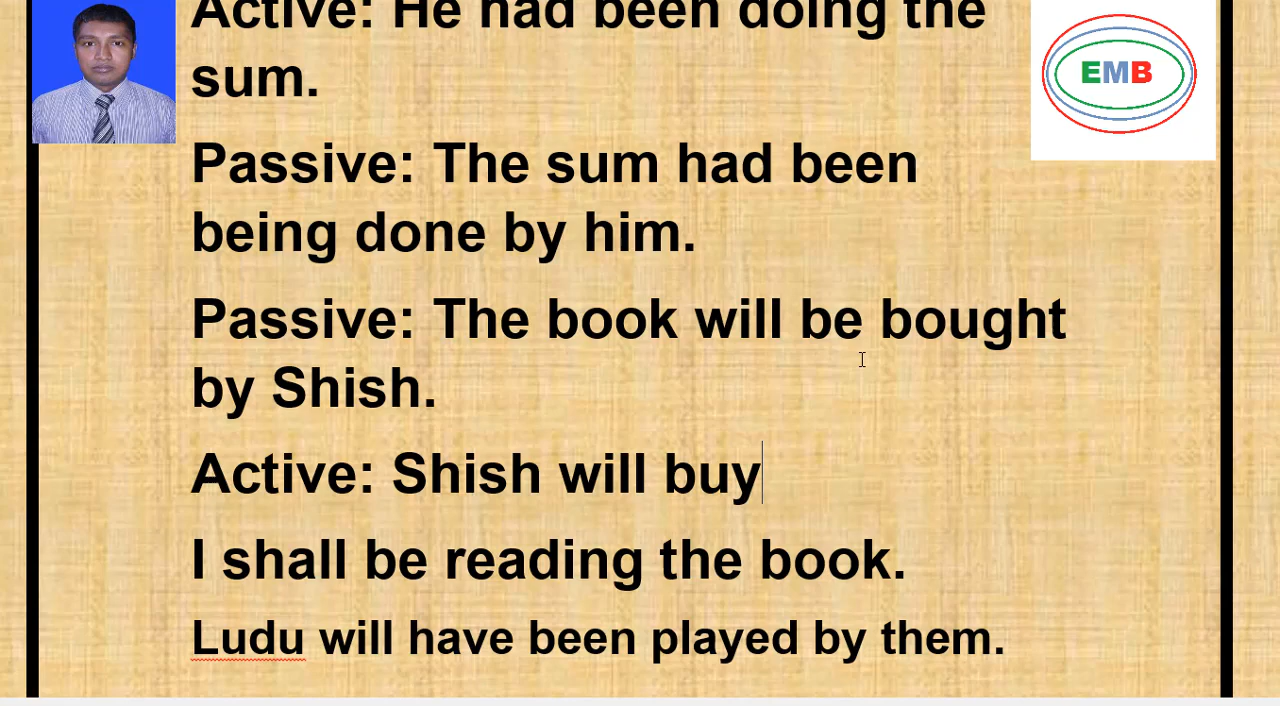 Active: He had been doing the
sum.
EMB
Passive: The sum had been
being done by him.
Passive: The book will be bought
by Shish.
Active: Shish will buy
I shall be reading the book.
Ludu will have been played by them.